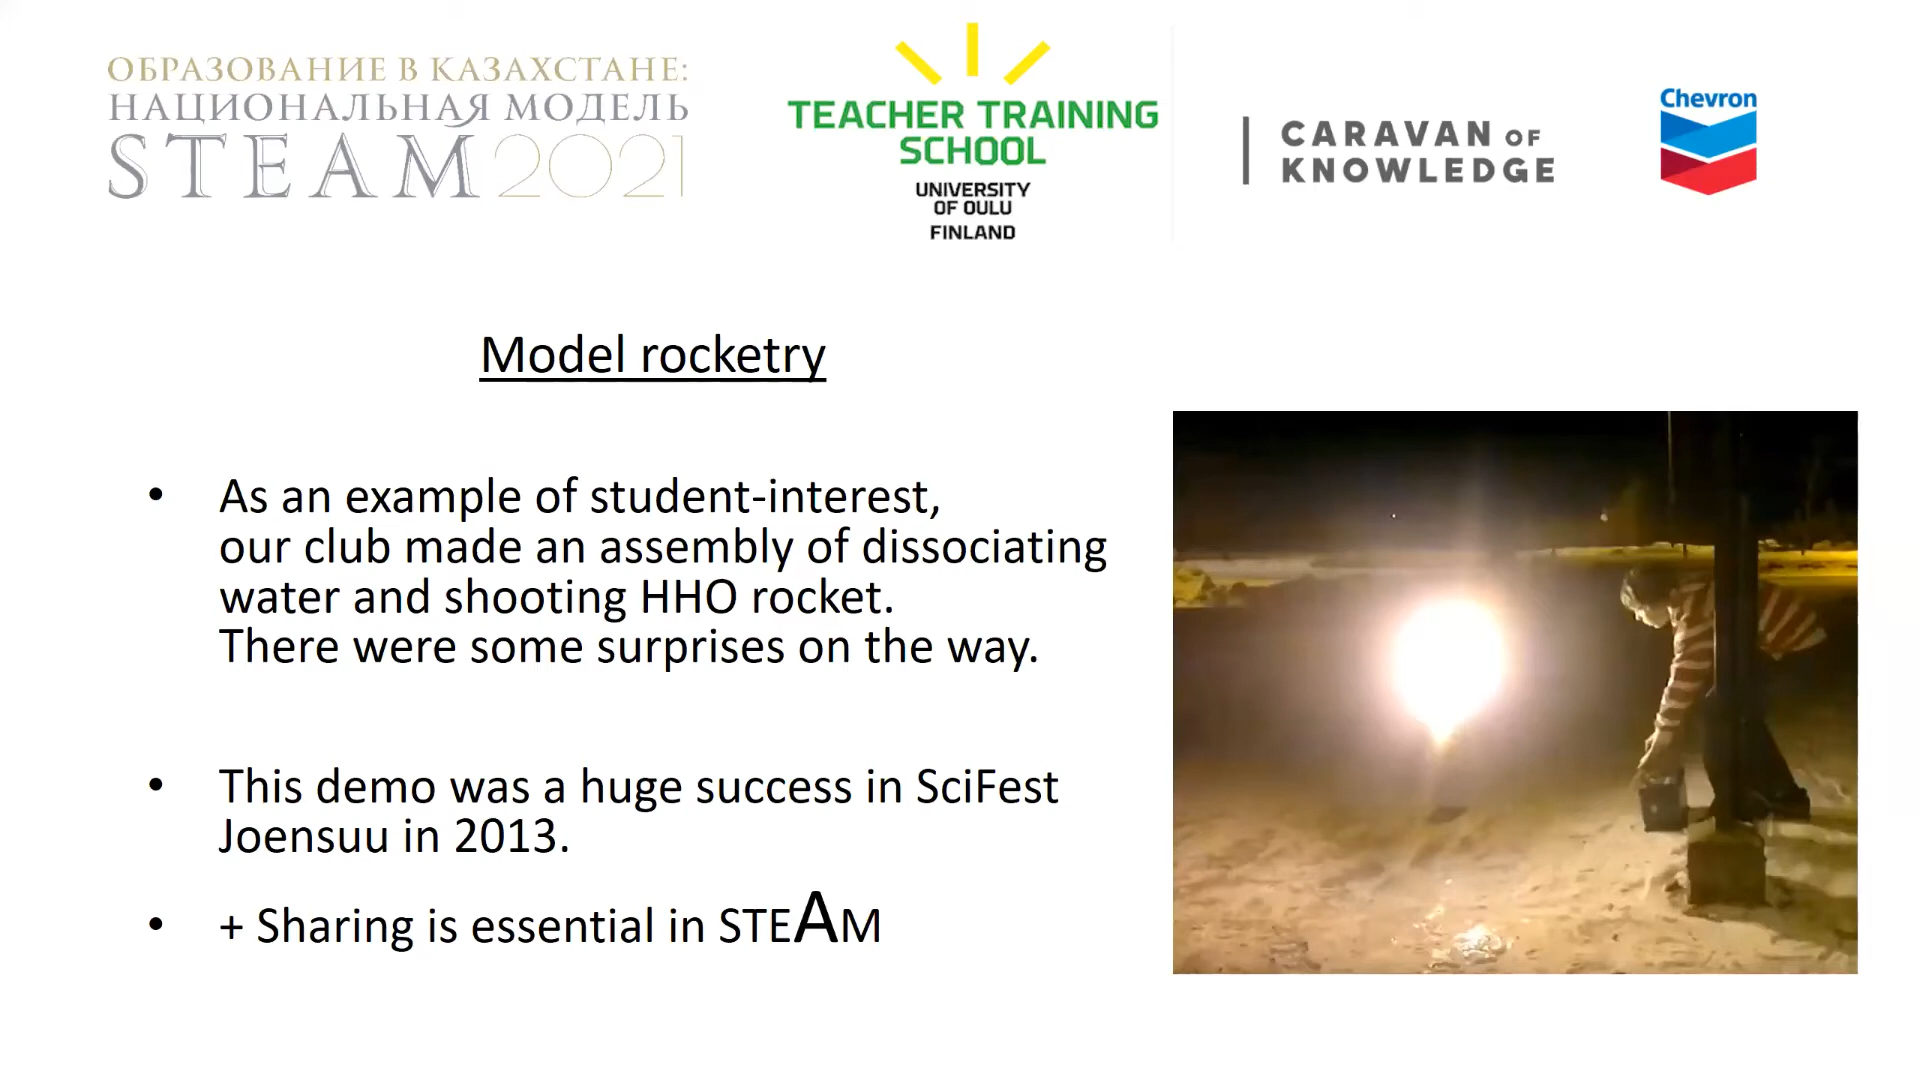 ОБРАЗОВАНИЕ В КАЗАХСТАНЕ:
НАЦИОНАЛЬНАЯ МОДЕЛЬ
STEAM 2021
TEACHER TRAINING
SCHOOL
UNIVERSITY
OF OULU
FINLAND
CARAVAN OF
KNOWLEDGE
Chevron
Model rocketry
• As an example of student-interest,
our club made an assembly of dissociating
water and shooting HHO rocket.
There were some surprises on the way.
• This demo was a huge success in SciFest
Joensuu in 2013.
• + Sharing is essential in STEAM